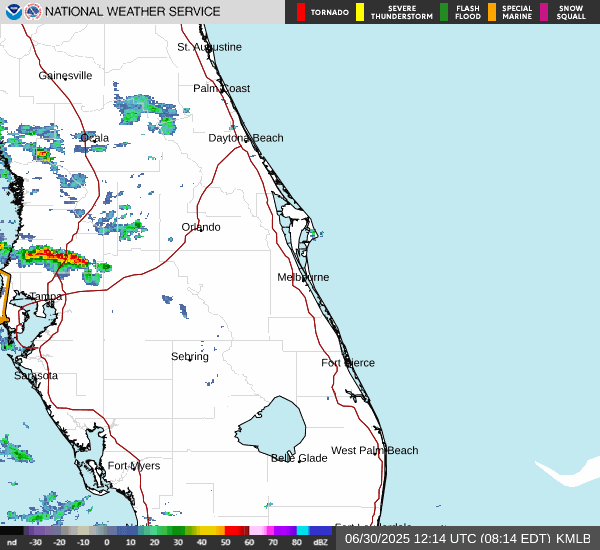 NATIONAL WEATHER SERVICE
TORNADO
SEVERE THUNDERSTORM
FLASH FLOOD
SPECIAL MARINE
SNOW SQUALL
St. Augustine
Gainesville
Palm Coast
Ocala
Daytona Beach
Orlando
Melbourne
Tampa
Sebring
Fort Pierce
Sarasota
West Palm Beach
Belle Glade
Fort Myers
nd -30 -20 -10 0 10 20 30 40 50 60 70 80 dBZ
06/30/2025 12:14 UTC (08:14 EDT) KMLB